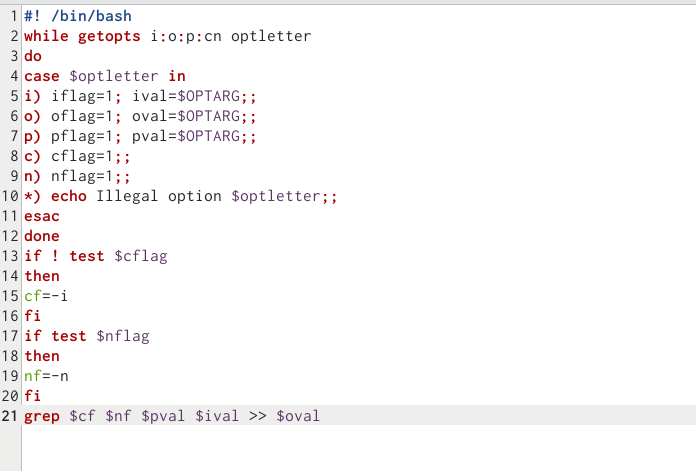 1 #! /bin/bash
2 while getopts i:o:p:cn optletter
3 do
4 case $optletter in
5 i) iflag=1; ival=$OPTARG;;
6 o) oflag=1; oval=$OPTARG;;
7 p) pflag=1; pval=$OPTARG;;
8 c) cflag=1;;
9 n) nflag=1;;
10 *) echo Illegal option $optletter;;
11 esac
12 done
13 if ! test $cflag
14 then
15 cf=-i
16 fi
17 if test $nflag
18 then
19 nf=-n
20 fi
21 grep $cf $nf $pval $ival >> $oval